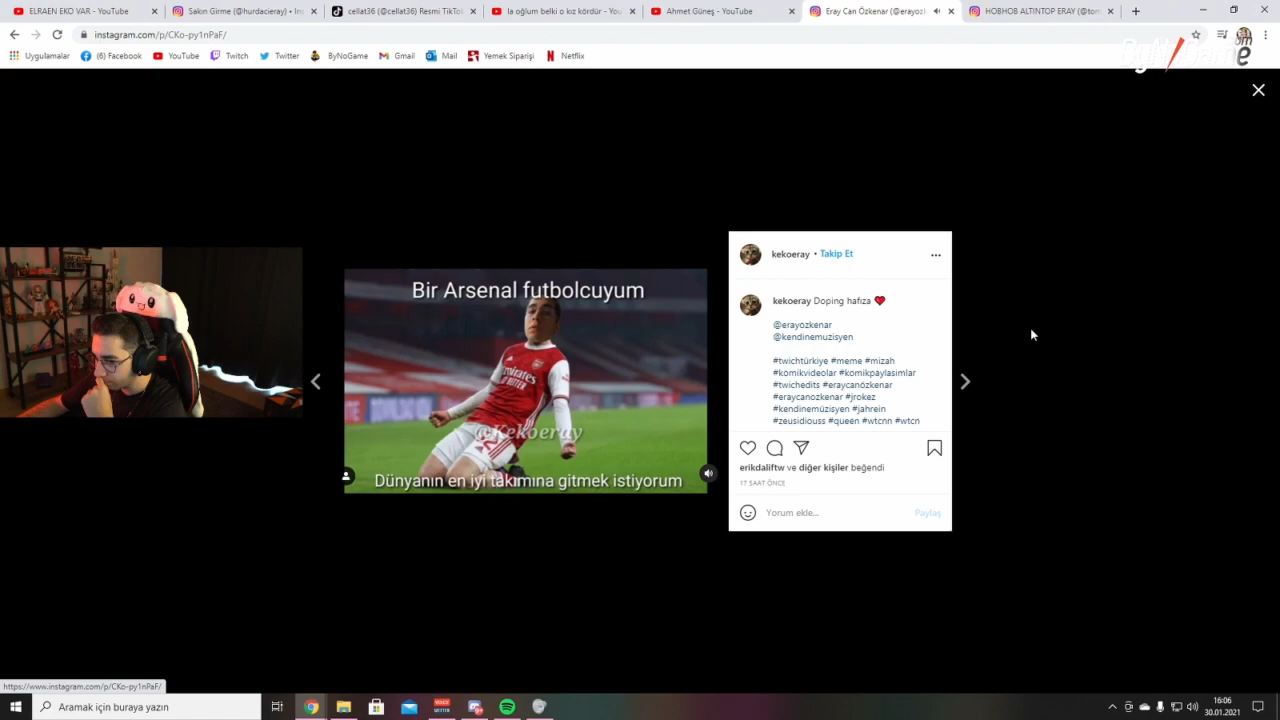 ELRAEN EKO VAR - YouTube
Sakın Girme (@hurdacieray) • In
cellat36 (@cellat36) Resmi TikTo
la oğlum belki o kız kördür - You
Ahmet Güneş - YouTube
Eray Can Özkenar (@erayoz
HOBHOB ALTINTOP ERAY (@ton
instagram.com/p/CKo-py1nPaF/
Uygulamalar
(6) Facebook
YouTube
Twitch
Twitter
ByNoGame
Gmail
Mail
Yemek Siparişi
Netflix
Bir Arsenal futbolcuyum
@Kekoeray
Dünyanın en iyi takımına gitmek istiyorum
kekoeray • Takip Et
kekoeray Doping hafıza ❤️
@erayozkenar
@kendinemuzisyen
#twichtürkiye #meme #mizah
#komikvideolar #komikpaylasimlar
#twichedits #eraycanözkenar
#eraycanozkenar #jrokez
#kendinemüzisyen #jahrein
#zeusidiouss #queen #wtcnn #wtcn
erikdaliftw ve diğer kişiler beğendi
17 SAAT ÖNCE
Yorum ekle...
Paylaş
https://www.instagram.com/p/CKo-py1nPaF/
Aramak için buraya yazın
16:06
30.01.2021